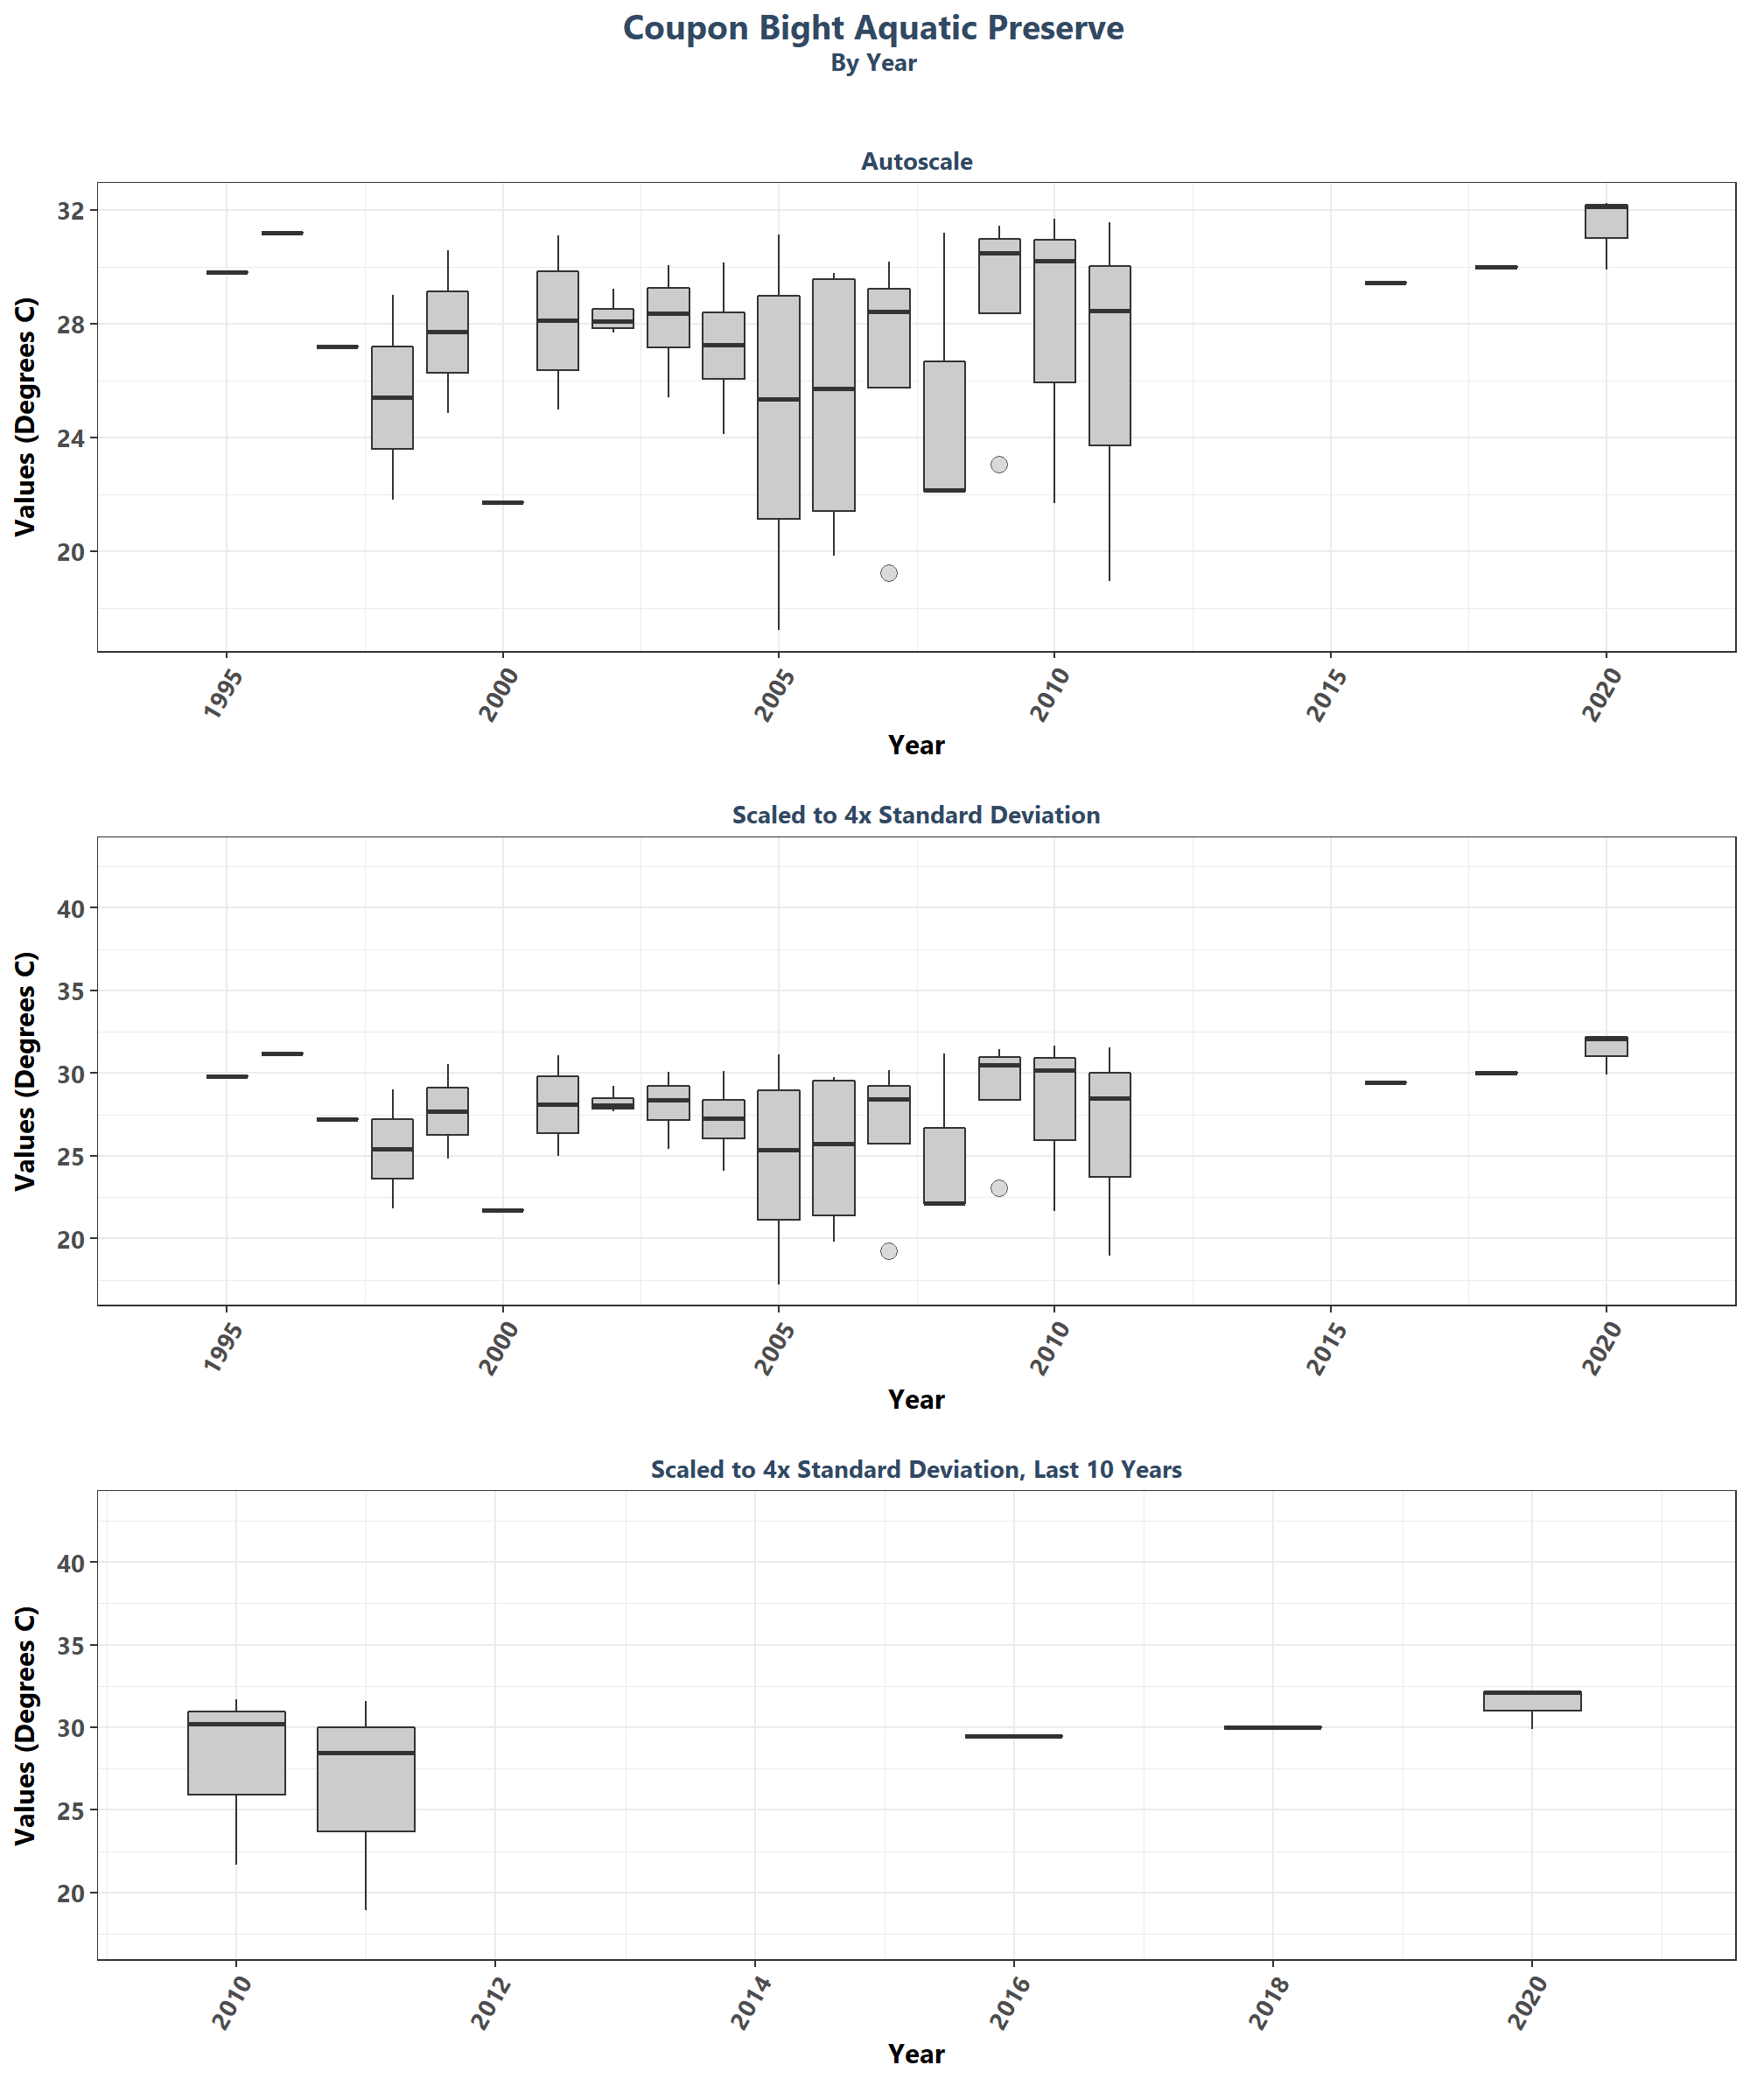 Coupon Bight Aquatic Preserve
By Year
Autoscale
Values (Degrees C)
32
28
24
20
1995 2000 2005 2010 2015 2020
Year
Scaled to 4x Standard Deviation
Values (Degrees C)
40
35
30
25
20
1995 2000 2005 2010 2015 2020
Year
Scaled to 4x Standard Deviation, Last 10 Years
Values (Degrees C)
40
35
30
25
20
2010 2012 2014 2016 2018 2020
Year